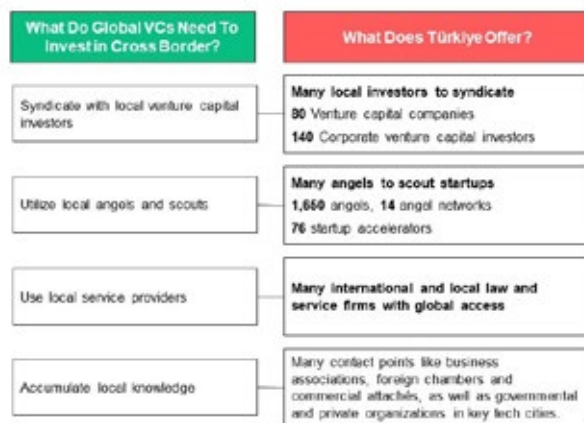 What Do Global VCs Need To
Invest in Cross Border?
What Does Türkiye Offer?
Syndicate with local venture capital
investors
Many local investors to syndicate
80 Venture capital companies
140 Corporate venture capital investors
Utilize local angels and scouts
Many angels to scout startups
1,650 angels, 14 angel networks
76 startup accelerators
Use local service providers
Many international and local law and
service firms with global access
Accumulate local knowledge
Many contact points like business
associations, foreign chambers and
commercial attachés, as well as governmental
and private organizations in key tech cities.